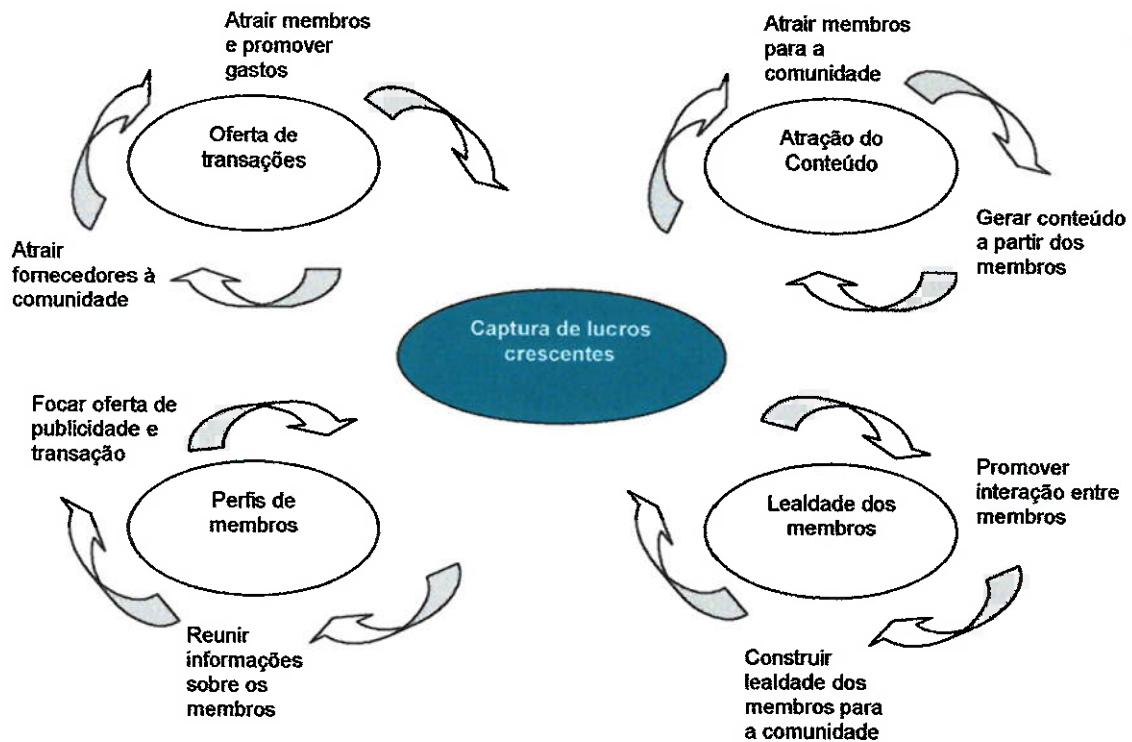 Atrair membros
e promover
gastos
Oferta de
transações
Atrair
fornecedores à
comunidade
Atrair membros
para a
comunidade
Atração do
Conteúdo
Gerar conteúdo
a partir dos
membros
Captura de lucros
crescentes
Focar oferta de
publicidade e
transação
Perfis de
membros
Reunir
informações
sobre os
membros
Promover
interação entre
membros
Lealdade dos
membros
Construir
lealdade dos
membros para
a comunidade